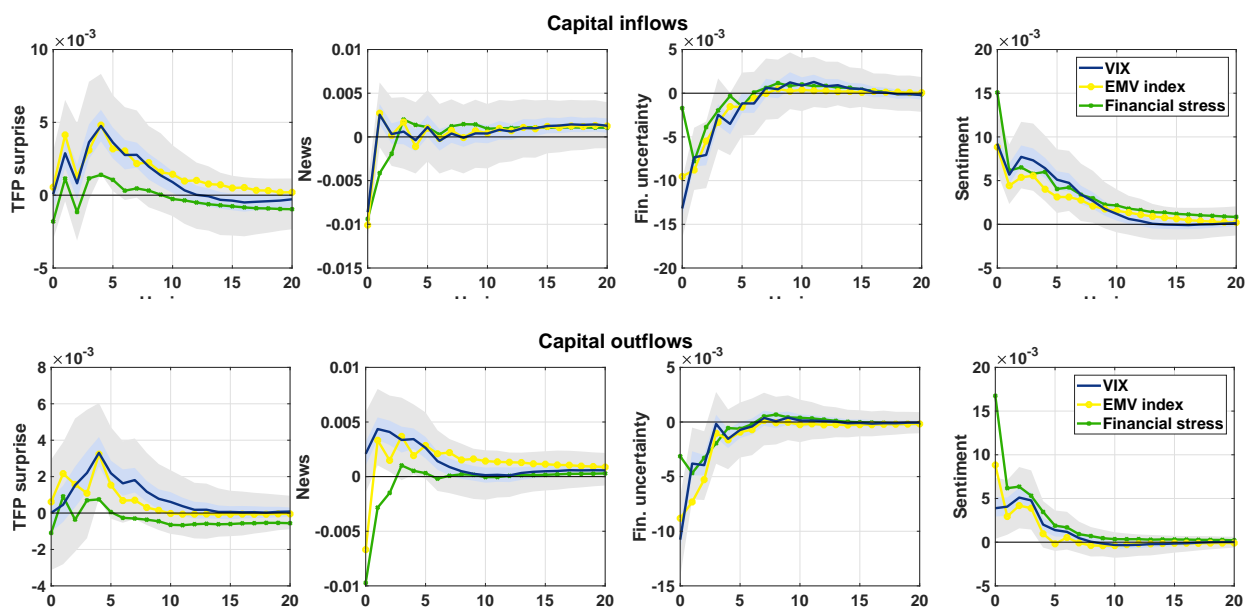 Capital inflows
×10⁻³
10
5
0
-5
TFP surprise
0 5 10 15 20
0.01
0.005
0
-0.005
-0.01
-0.015
News
0 5 10 15 20
×10⁻³
5
0
-5
-10
-15
-20
Fin. uncertainty
0 5 10 15 20
×10⁻³
20
15
10
5
0
-5
Sentiment
0 5 10 15 20
VIX
EMV index
Financial stress
Capital outflows
×10⁻³
8
6
4
2
0
-2
-4
TFP surprise
0 5 10 15 20
0.01
0.005
0
-0.005
-0.01
News
0 5 10 15 20
×10⁻³
5
0
-5
-10
-15
Fin. uncertainty
0 5 10 15 20
×10⁻³
20
15
10
5
0
-5
Sentiment
0 5 10 15 20
VIX
EMV index
Financial stress